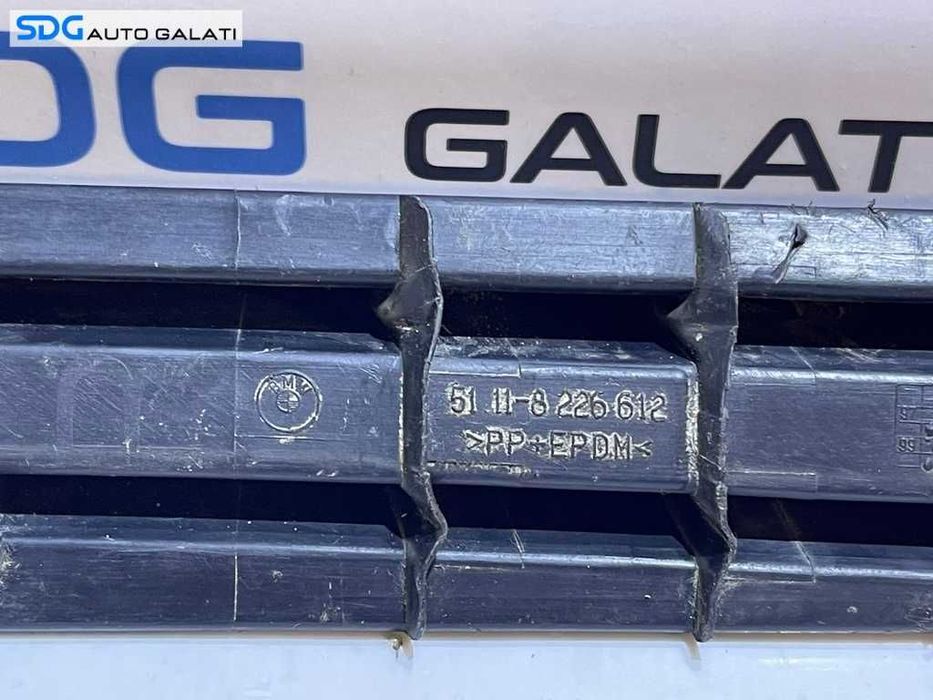 SDG AUTO GALATI
DG GALAT
BMW
51 11-8 226 612
>PP+EPDM<